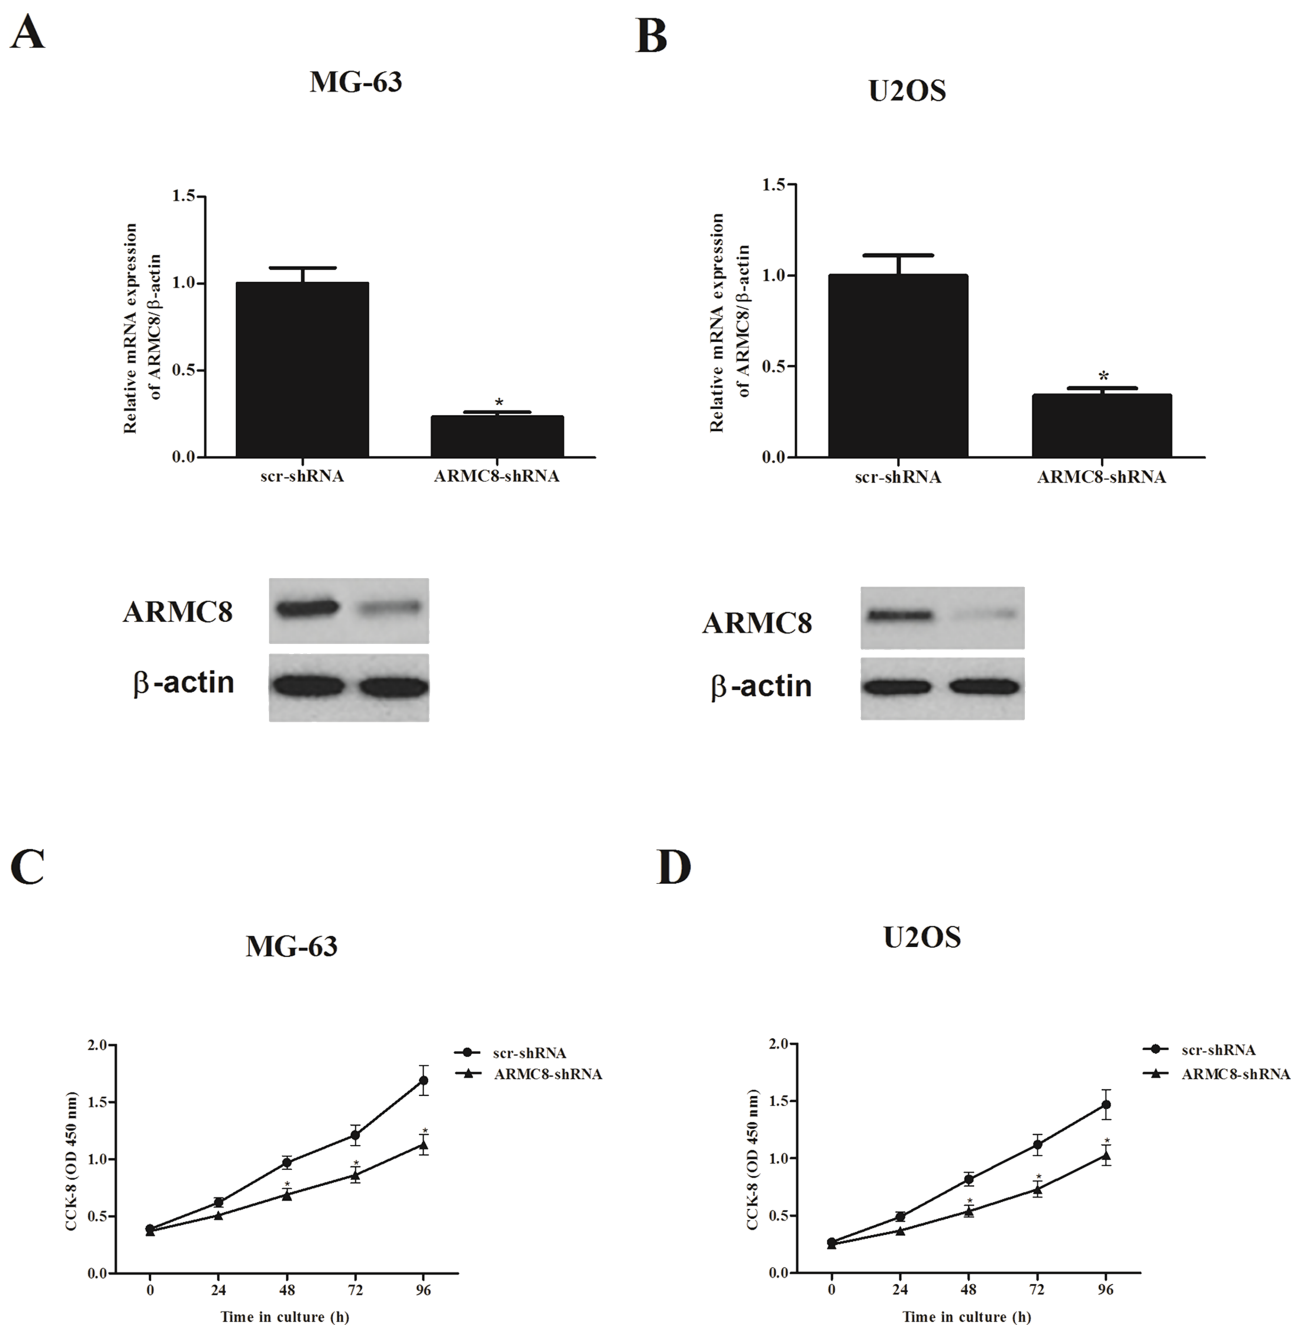 A
B
MG-63
U2OS
Relative mRNA expression
of ARMC8/β-actin
1.5
1.0
0.5
0.0
*
scr-shRNA
ARMC8-shRNA
Relative mRNA expression
of ARMC8/β-actin
1.5
1.0
0.5
0.0
*
scr-shRNA
ARMC8-shRNA
ARMC8
β-actin
ARMC8
β-actin
C
D
MG-63
U2OS
CCK-8 (OD 450 nm)
2.0
1.5
1.0
0.5
0.0
scr-shRNA
ARMC8-shRNA
*
*
*
0 24 48 72 96
Time in culture (h)
CCK-8 (OD 450 nm)
2.0
1.5
1.0
0.5
0.0
scr-shRNA
ARMC8-shRNA
*
*
*
0 24 48 72 96
Time in culture (h)